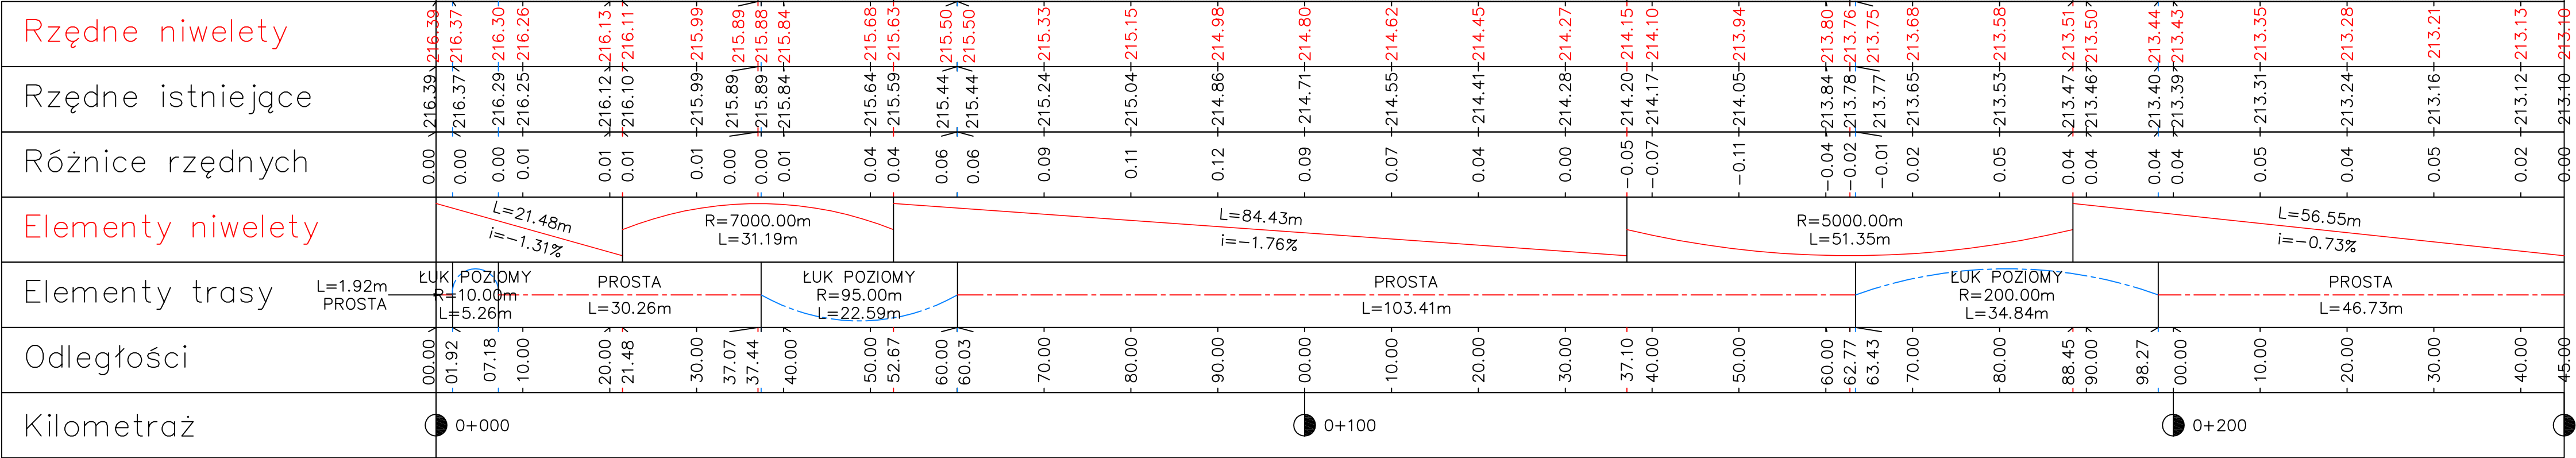 Rzędne niwelety 216.39 216.37 216.30 216.26 216.13 216.11 215.99 215.89 215.88 215.84 215.68 215.63 215.50 215.50 215.33 215.15 214.98 214.80 214.62 214.45 214.27 214.15 214.10 213.94 213.80 213.76 213.75 213.68 213.58 213.51 213.50 213.44 213.43 213.35 213.28 213.21 213.13 213.10
Rzędne istniejące 216.39 216.37 216.29 216.25 216.12 216.10 215.99 215.89 215.89 215.84 215.64 215.59 215.44 215.44 215.24 215.04 214.86 214.71 214.55 214.41 214.28 214.20 214.17 214.05 213.84 213.78 213.77 213.65 213.53 213.47 213.46 213.40 213.39 213.31 213.24 213.16 213.12 213.10
Różnice rzędnych 0.00 0.00 0.00 0.01 0.01 0.01 0.01 0.00 0.00 0.01 0.04 0.04 0.06 0.06 0.09 0.11 0.12 0.09 0.07 0.04 0.00 -0.05 -0.07 -0.11 -0.04 -0.02 -0.01 0.02 0.05 0.04 0.04 0.04 0.04 0.05 0.04 0.05 0.02 0.00
Elementy niwelety
L=21.48m
i=-1.31%
R=7000.00m
L=31.19m
L=84.43m
i=-1.76%
R=5000.00m
L=51.35m
L=56.55m
i=-0.73%
Elementy trasy
L=1.92m
PROSTA
ŁUK POZIOMY
R=10.00m
L=5.26m
PROSTA
L=30.26m
ŁUK POZIOMY
R=95.00m
L=22.59m
PROSTA
L=103.41m
ŁUK POZIOMY
R=200.00m
L=34.84m
PROSTA
L=46.73m
Odległości 00.00 01.92 07.18 10.00 20.00 21.48 30.00 37.07 37.44 40.00 50.00 52.67 60.00 60.03 70.00 80.00 90.00 00.00 10.00 20.00 30.00 37.10 40.00 50.00 60.00 62.77 63.43 70.00 80.00 88.45 90.00 98.27 00.00 10.00 20.00 30.00 40.00 45.00
Kilometraż 0+000 0+100 0+200